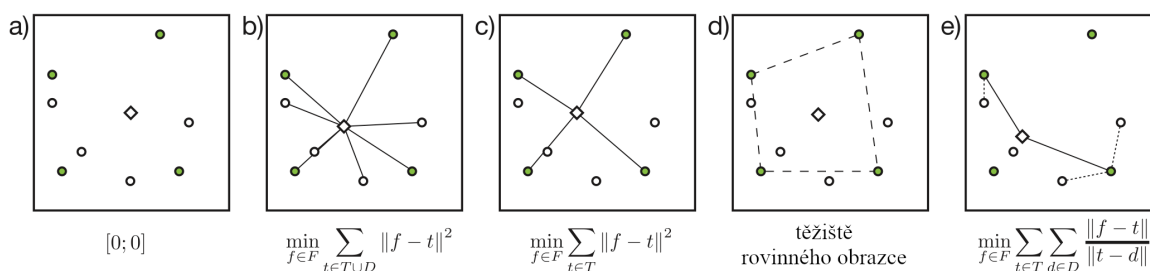 a)
b)
c)
d)
e)
[0; 0]
min f∈F ∑ t∈T∪D ‖f − t‖²
min f∈F ∑ t∈T ‖f − t‖²
těžiště
rovinného obrazce
min f∈F ∑ t∈T ∑ d∈D ‖f − t‖ / ‖t − d‖